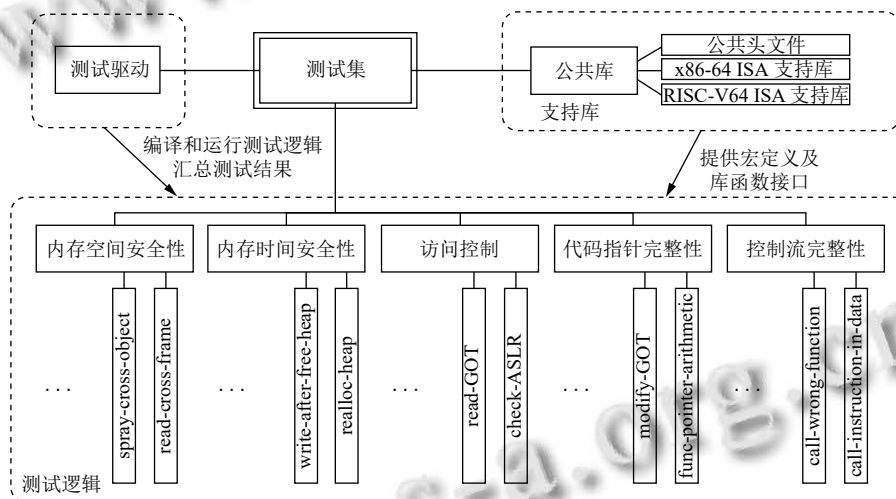 测试驱动
测试集
公共库
公共头文件
x86-64 ISA 支持库
RISC-V64 ISA 支持库
支持库
编译和运行测试逻辑
汇总测试结果
提供宏定义及
库函数接口
内存空间安全性
内存时间安全性
访问控制
代码指针完整性
控制流完整性
...
spray-cross-object
read-cross-frame
...
write-after-free-heap
realloc-heap
...
read-GOT
check-ASLR
...
modify-GOT
func-pointer-arithmetic
...
call-wrong-function
call-instruction-in-data
测试逻辑